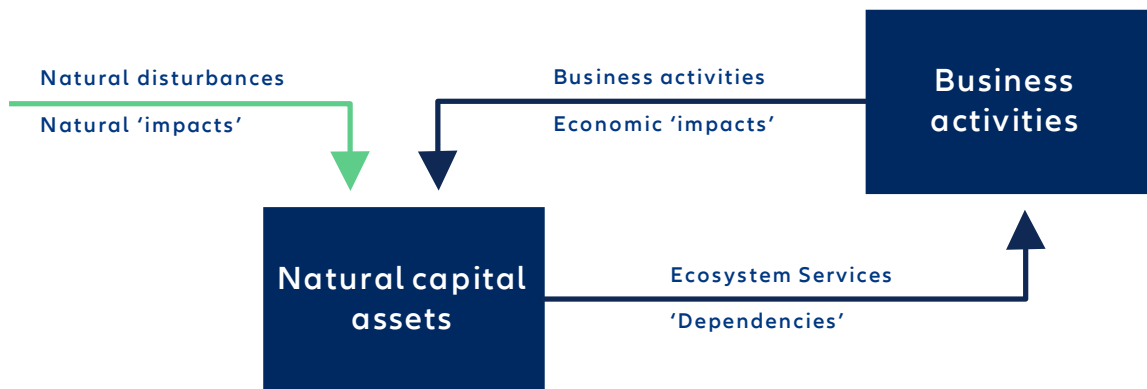 Natural disturbances
Natural ‘impacts’
Business activities
Economic ‘impacts’
Business
activities
Natural capital
assets
Ecosystem Services
‘Dependencies’